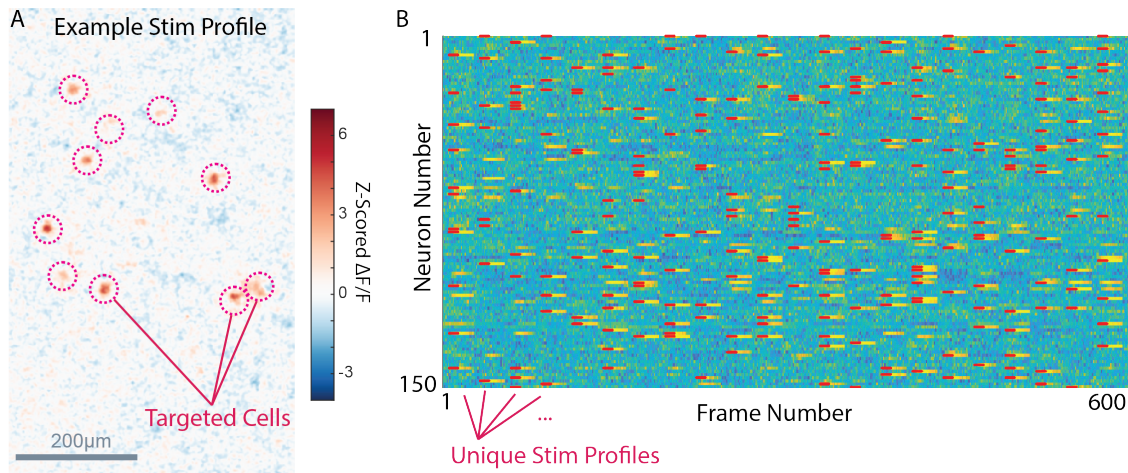 A
Example Stim Profile
6
3
0
-3
Z-Scored ΔF/F
Targeted Cells
200μm
B
1
Neuron Number
150
1
Frame Number
600
...
Unique Stim Profiles